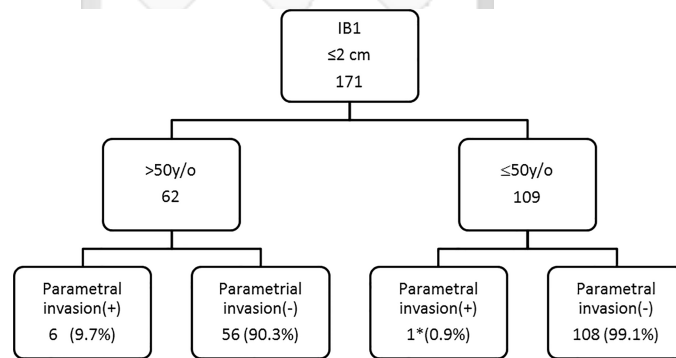 IB1
≤2 cm
171
>50y/o
62
≤50y/o
109
Parametral
invasion(+)
6 (9.7%)
Parametrial
invasion(-)
56 (90.3%)
Parametral
invasion(+)
1*(0.9%)
Parametral
invasion(-)
108 (99.1%)